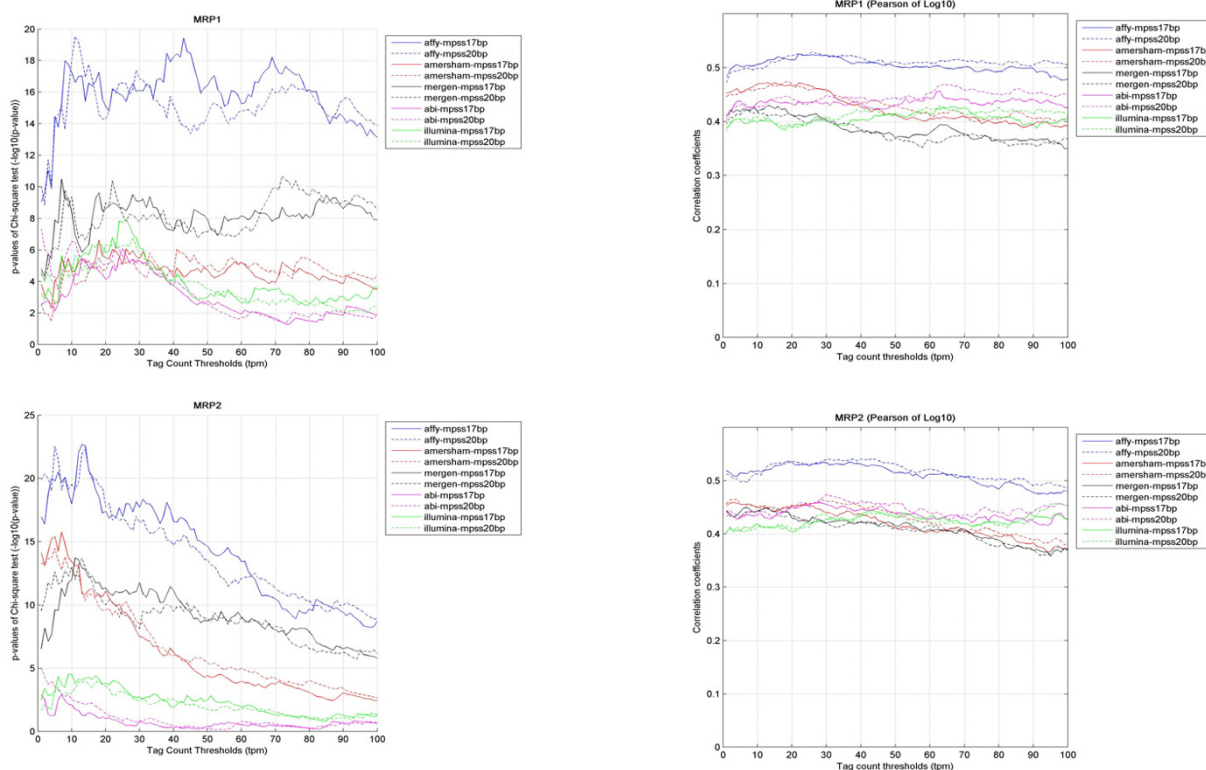 MRP1
20
18
16
14
12
10
8
6
4
2
0
p-values of Chi-square test (-log10(p-value))
0 10 20 30 40 50 60 70 80 90 100
Tag Count Thresholds (tpm)
affy-mpss17bp
affy-mpss20bp
amersham-mpss17bp
amersham-mpss20bp
mergen-mpss17bp
mergen-mpss20bp
abi-mpss17bp
abi-mpss20bp
illumina-mpss17bp
illumina-mpss20bp
MRP1 (Pearson of Log10)
0.5
0.4
0.3
0.2
0.1
0
Correlation coefficients
0 10 20 30 40 50 60 70 80 90 100
Tag count thresholds (tpm)
affy-mpss17bp
affy-mpss20bp
amersham-mpss17b
amersham-mpss20b
mergen-mpss17bp
mergen-mpss20bp
abi-mpss17bp
abi-mpss20bp
illumina-mpss17bp
illumina-mpss20bp
MRP2
25
20
15
10
5
0
p-values of Chi-square test (-log10(p-value))
0 10 20 30 40 50 60 70 80 90 100
Tag Count Thresholds (tpm)
affy-mpss17bp
affy-mpss20bp
amersham-mpss17bp
amersham-mpss20bp
mergen-mpss17bp
mergen-mpss20bp
abi-mpss17bp
abi-mpss20bp
illumina-mpss17bp
illumina-mpss20bp
MRP2 (Pearson of Log10)
0.5
0.4
0.3
0.2
0.1
0
Correlation coefficients
0 10 20 30 40 50 60 70 80 90 100
Tag count thresholds (tpm)
affy-mpss17bp
affy-mpss20bp
amersham-mpss17b
amersham-mpss20b
mergen-mpss17bp
mergen-mpss20bp
abi-mpss17bp
abi-mpss20bp
illumina-mpss17bp
illumina-mpss20bp